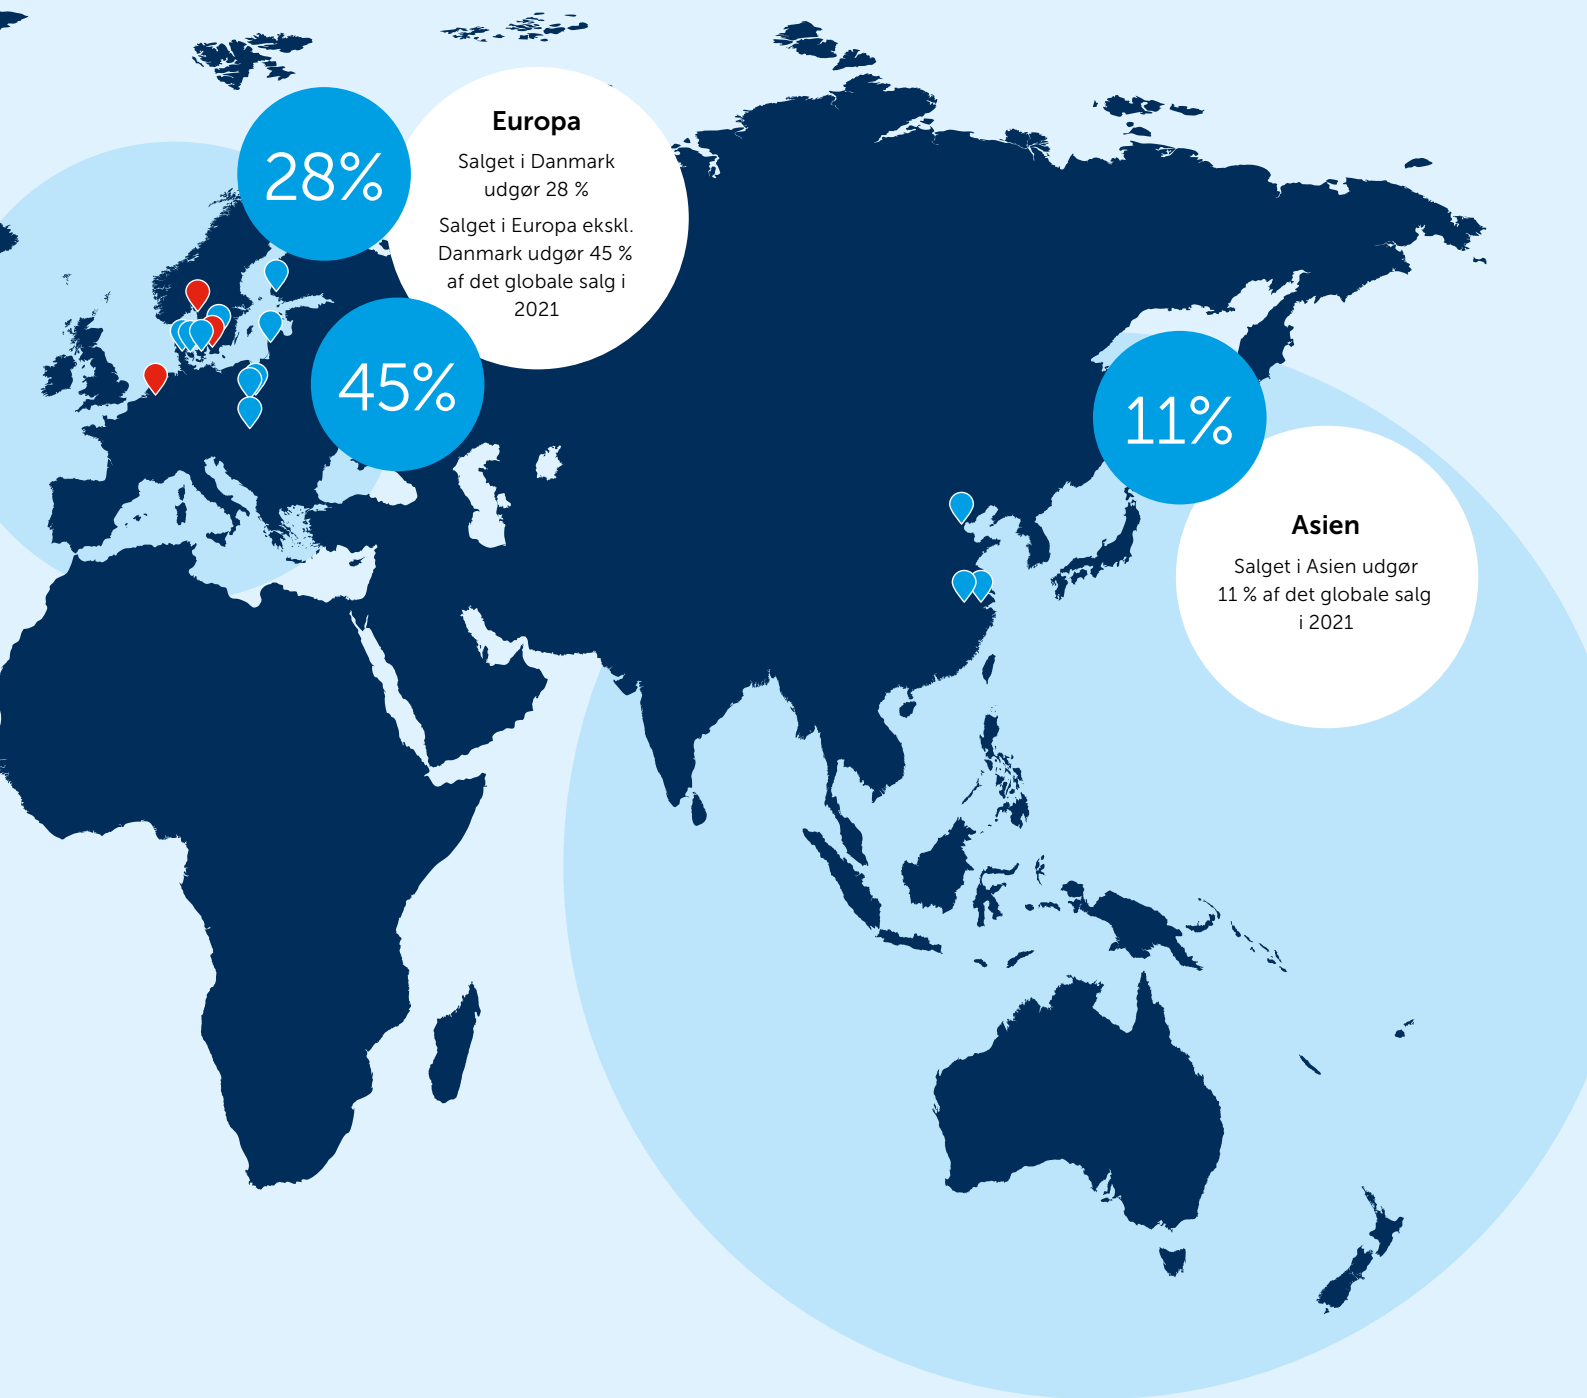 28%
Europa
Salget i Danmark
udgør 28 %
Salget i Europa ekskl.
Danmark udgør 45 %
af det globale salg i
2021
45%
11%
Asien
Salget i Asien udgør
11 % af det globale salg
i 2021